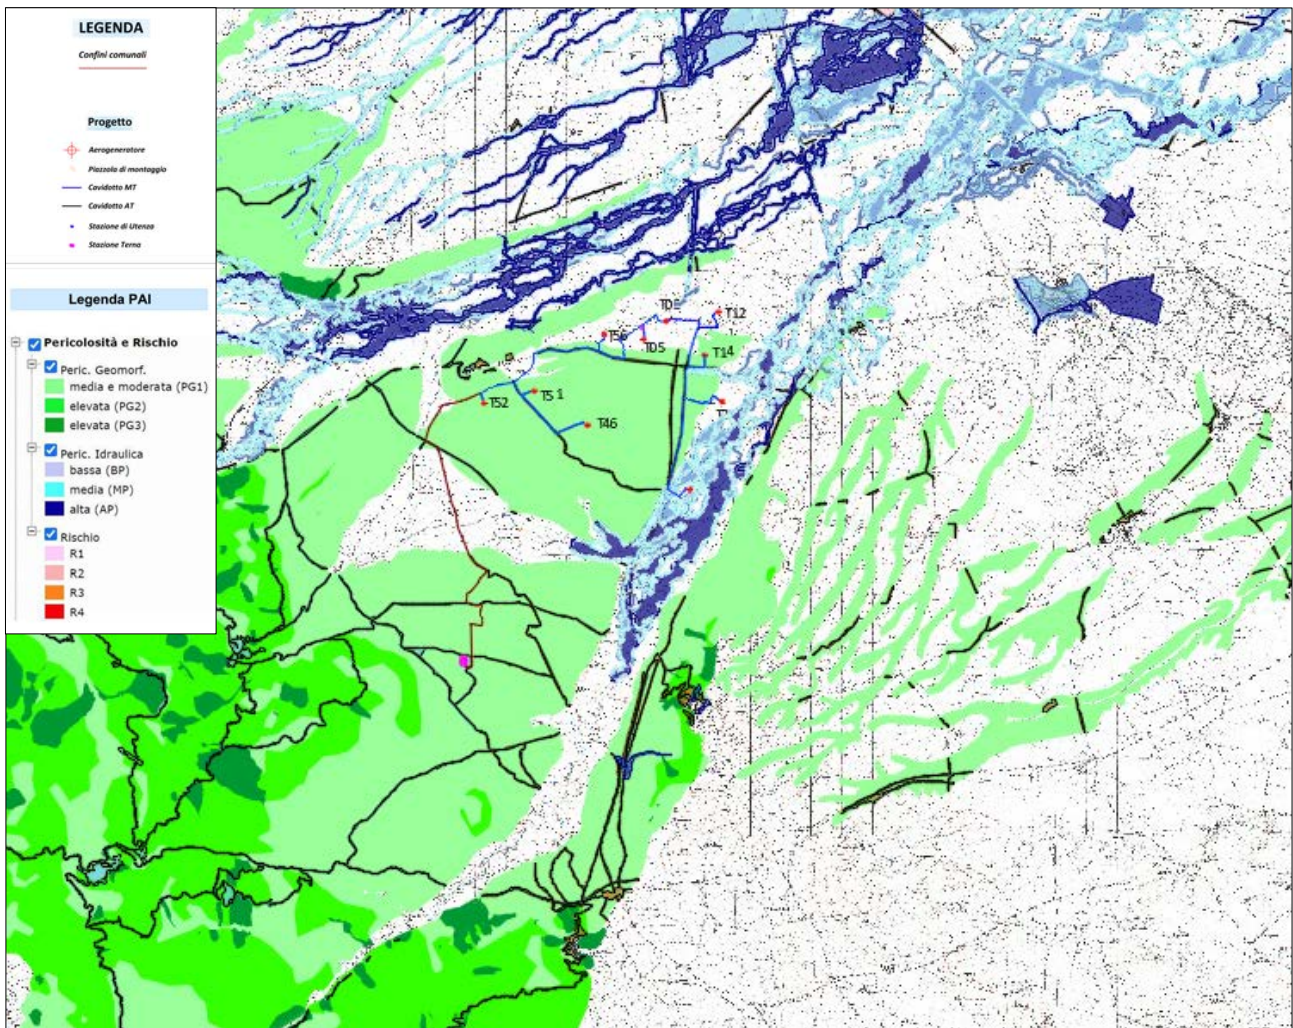 LEGENDA
Confini comunali
Progetto
Aerogeneratore
Piazzola di montaggio
Cavidotto MT
Cavidotto AT
Stazione di Utenza
Stazione Terna
Legenda PAI
Pericolosità e Rischio
Peric. Geomorf.
media e moderata (PG1)
elevata (PG2)
elevata (PG3)
Peric. Idraulica
bassa (BP)
media (MP)
alta (AP)
Rischio
R1
R2
R3
R4
T12
T05
T14
T51
T52
T46